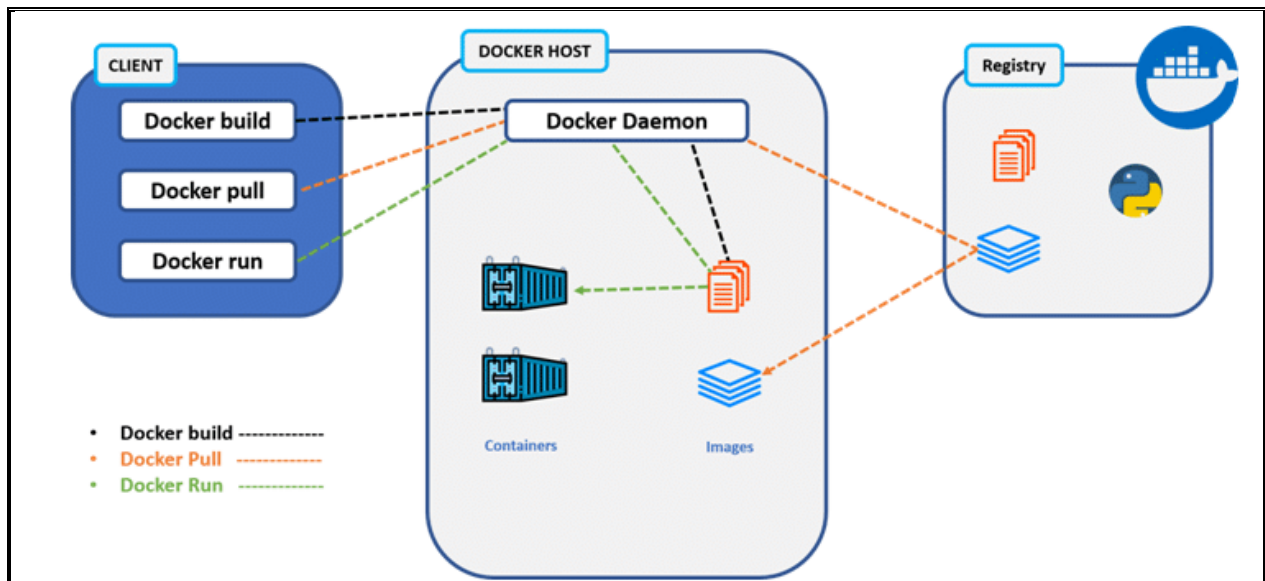 CLIENT
Docker build
Docker pull
Docker run
DOCKER HOST
Docker Daemon
Containers
Images
Registry
• Docker build -------------
• Docker Pull -------------
• Docker Run -------------